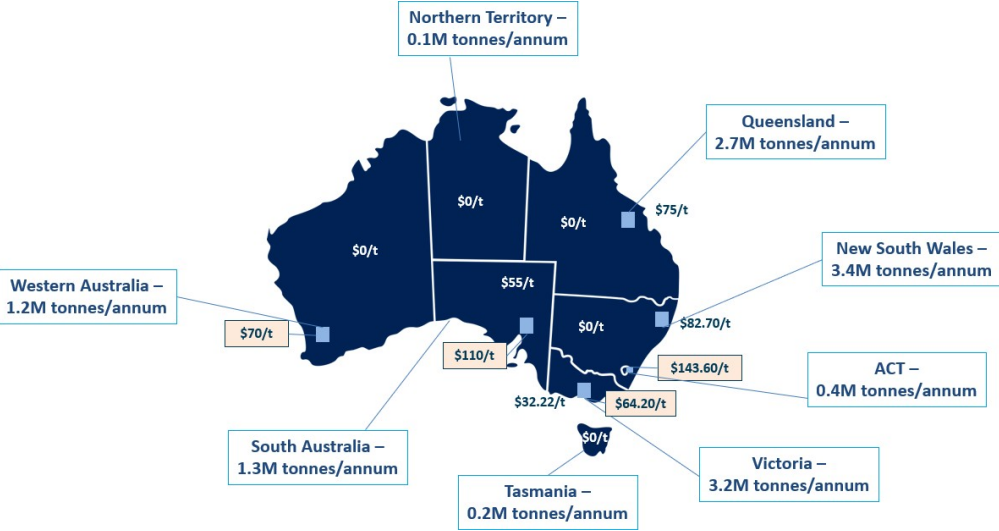 Northern Territory –
0.1M tonnes/annum
Queensland –
2.7M tonnes/annum
$0/t
$0/t
$75/t
$0/t
New South Wales –
3.4M tonnes/annum
Western Australia –
1.2M tonnes/annum
$55/t
$70/t
$0/t
$82.70/t
$110/t
$143.60/t
ACT –
0.4M tonnes/annum
$32.22/t
$64.20/t
South Australia –
1.3M tonnes/annum
$0/t
Victoria –
3.2M tonnes/annum
Tasmania –
0.2M tonnes/annum